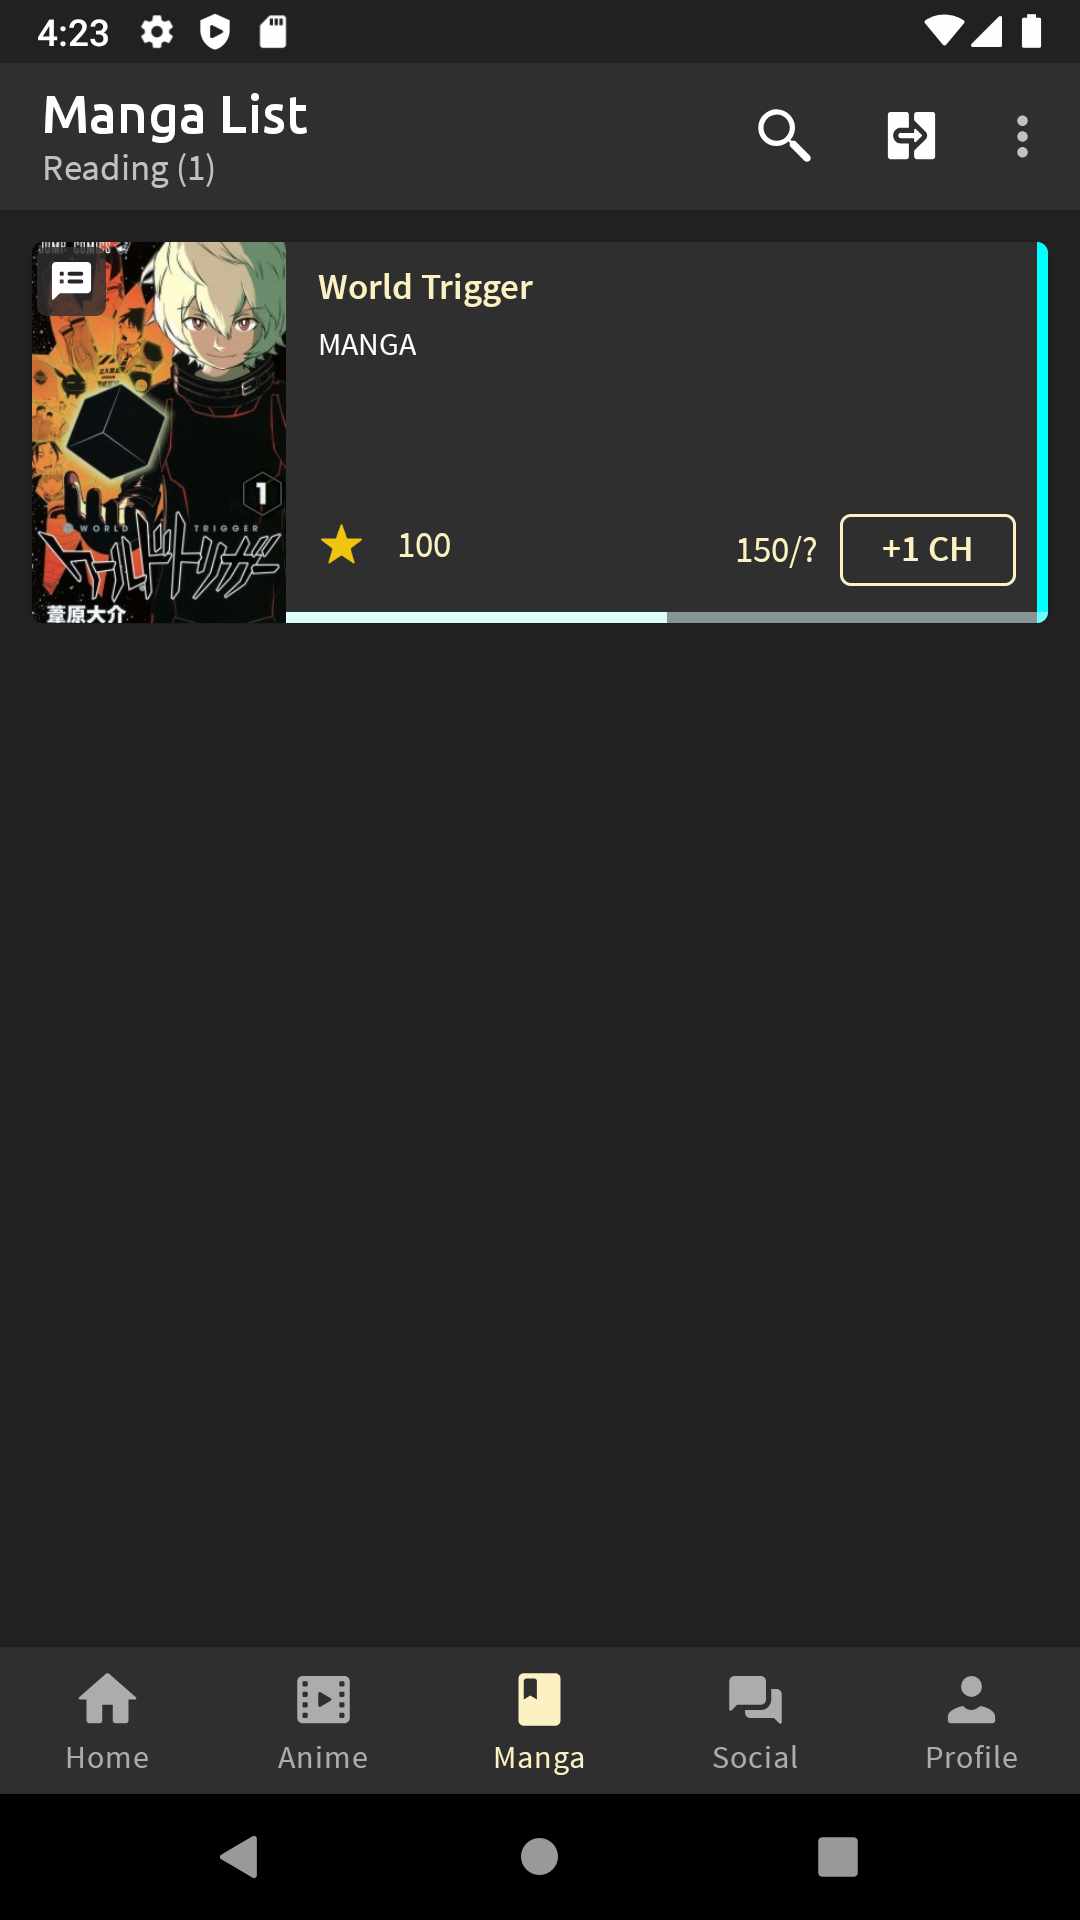 4:23
Manga List
Reading (1)
JUMP COMICS
World Trigger
MANGA
1
WORLD TRIGGER
ワールドトリガー
葦原大介
100
150/?
+1 CH
Home
Anime
Manga
Social
Profile